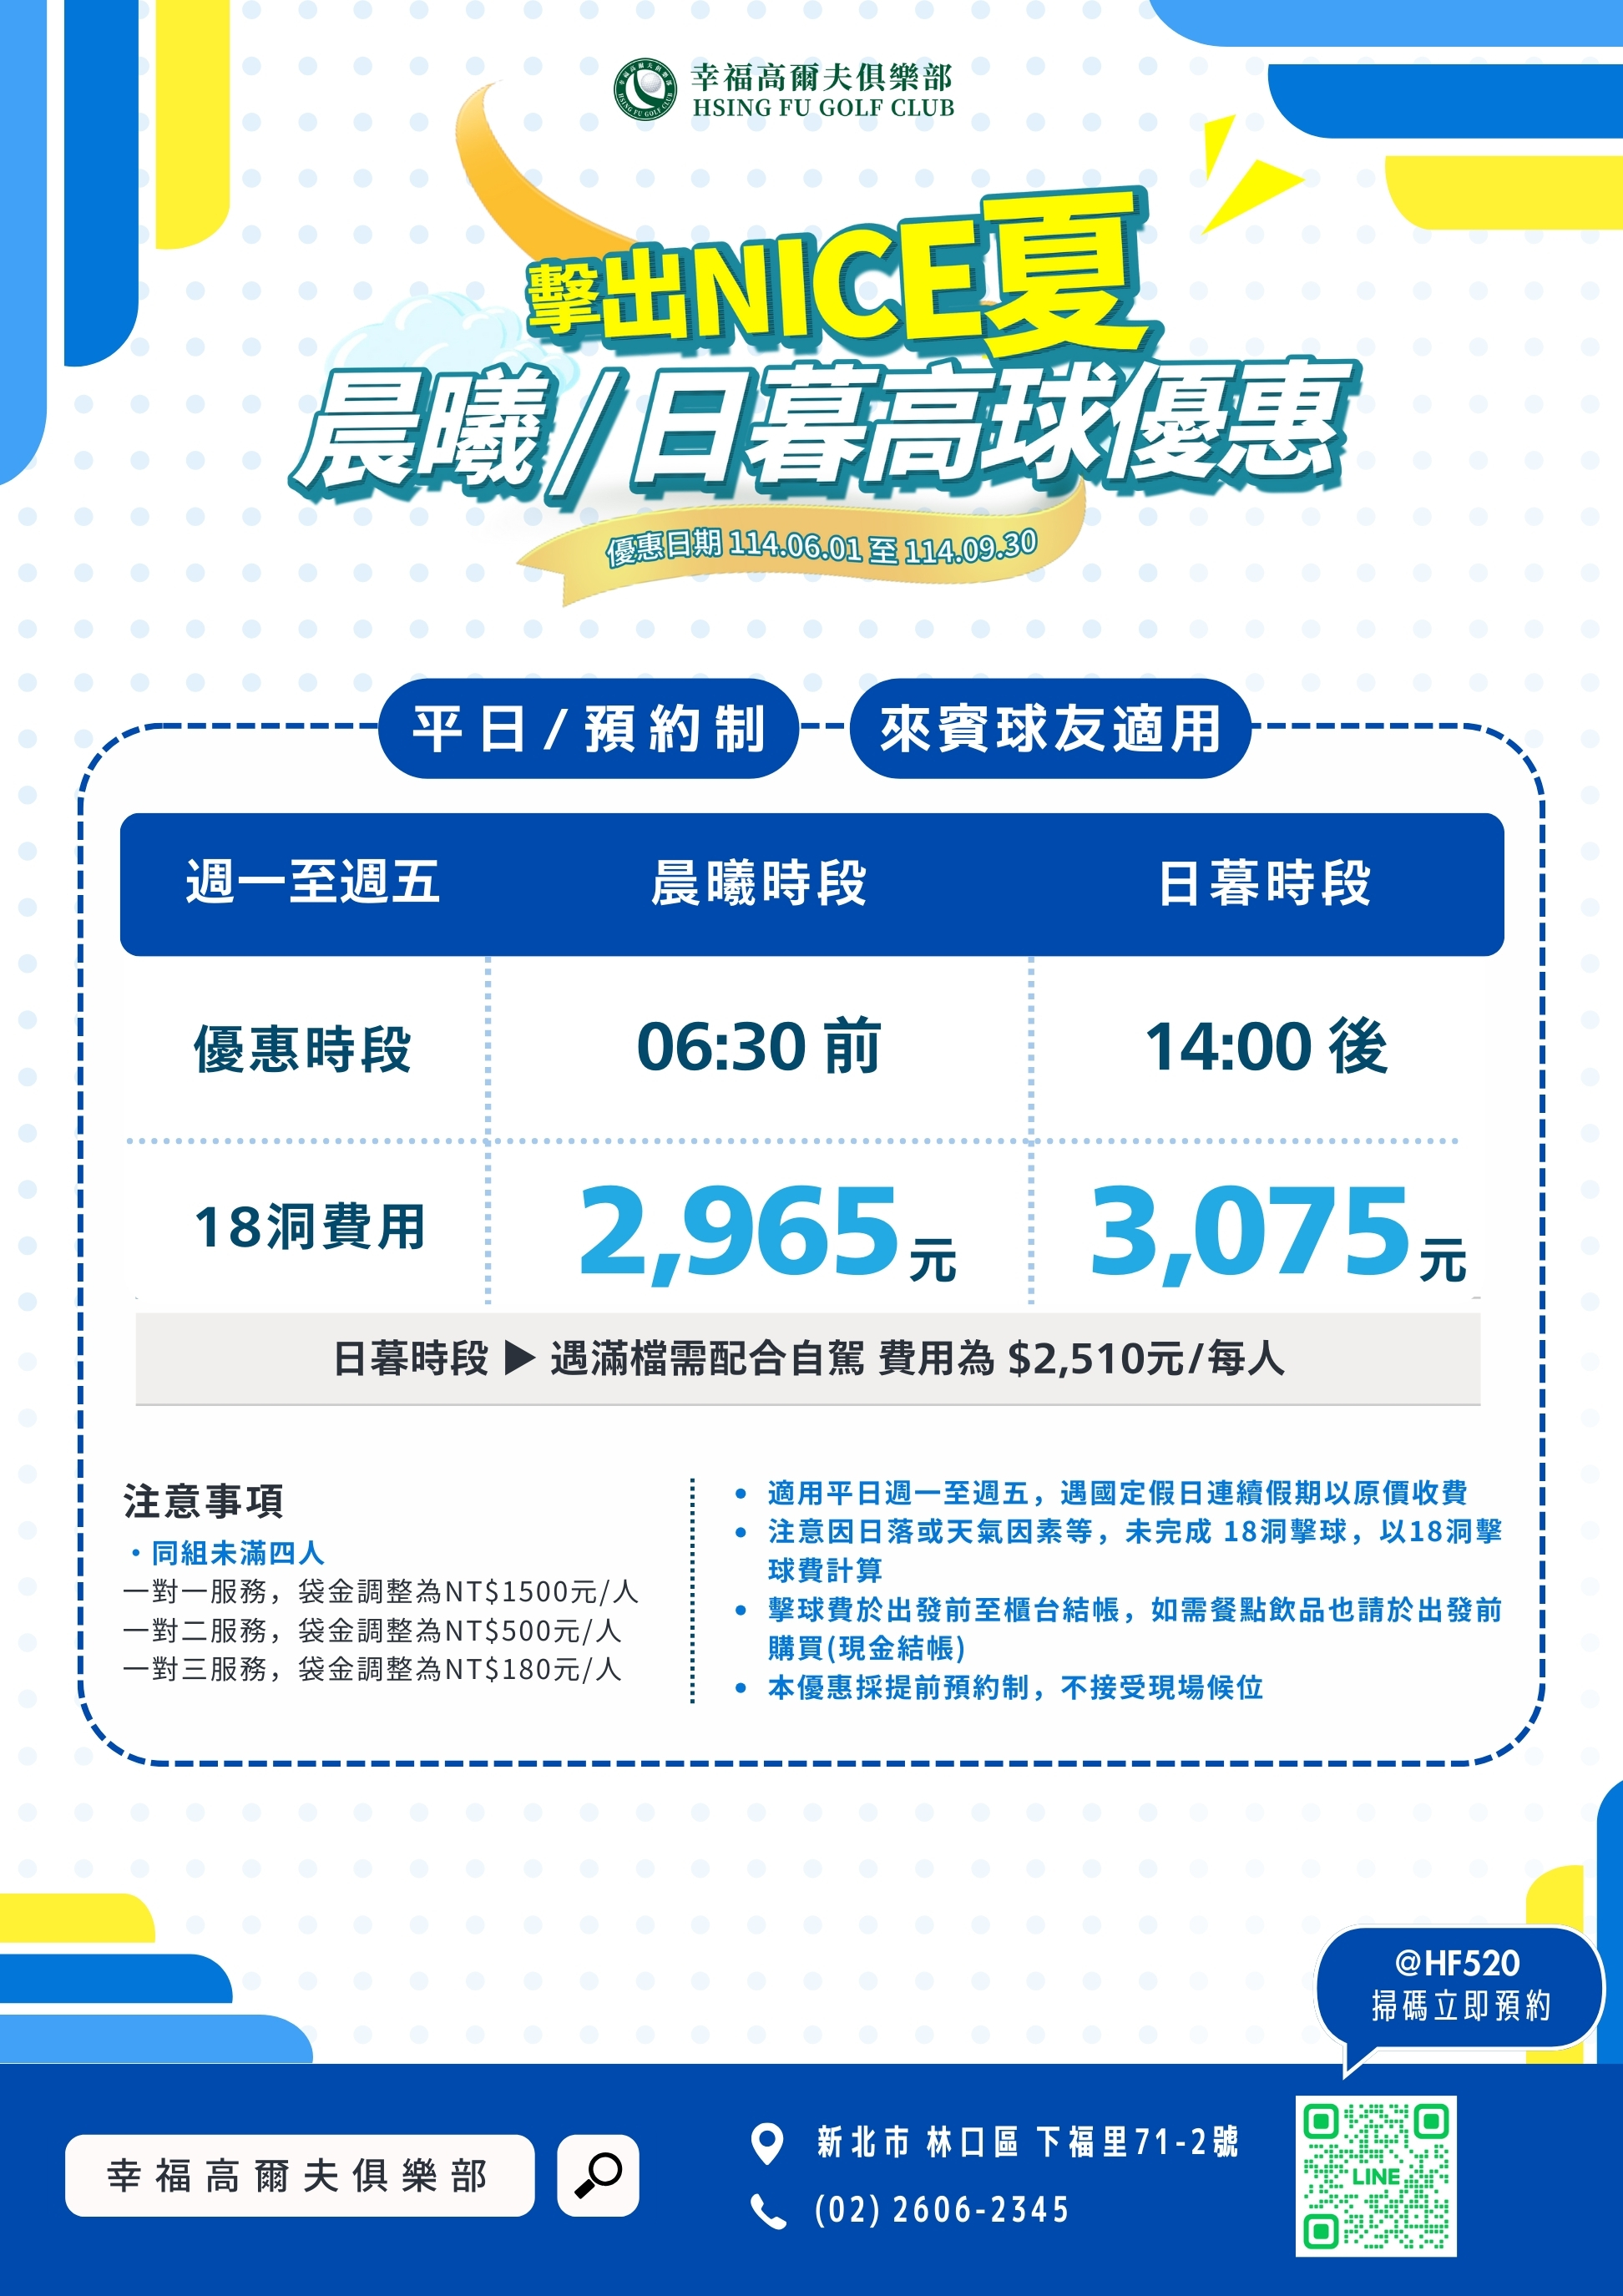 幸福高爾夫俱樂部
HSING FU GOLF CLUB
擊出NICE夏
晨曦/日暮高球優惠
優惠日期 114.06.01 至 114.09.30
平日/預約制
來賓球友適用
週一至週五 晨曦時段 日暮時段
優惠時段 06:30 前 14:00 後
18洞費用 2,965元 3,075元
日暮時段 ▶ 遇滿檔需配合自駕 費用為 $2,510元/每人
注意事項
・同組未滿四人
一對一服務，袋金調整為NT$1500元/人
一對二服務，袋金調整為NT$500元/人
一對三服務，袋金調整為NT$180元/人
• 適用平日週一至週五，遇國定假日連續假期以原價收費
• 注意因日落或天氣因素等，未完成 18洞擊球，以18洞擊
球費計算
• 擊球費於出發前至櫃台結帳，如需餐點飲品也請於出發前
購買(現金結帳)
• 本優惠採提前預約制，不接受現場候位
@HF520
掃碼立即預約
幸福高爾夫俱樂部
新北市 林口區 下福里71-2號
(02) 2606-2345
LINE